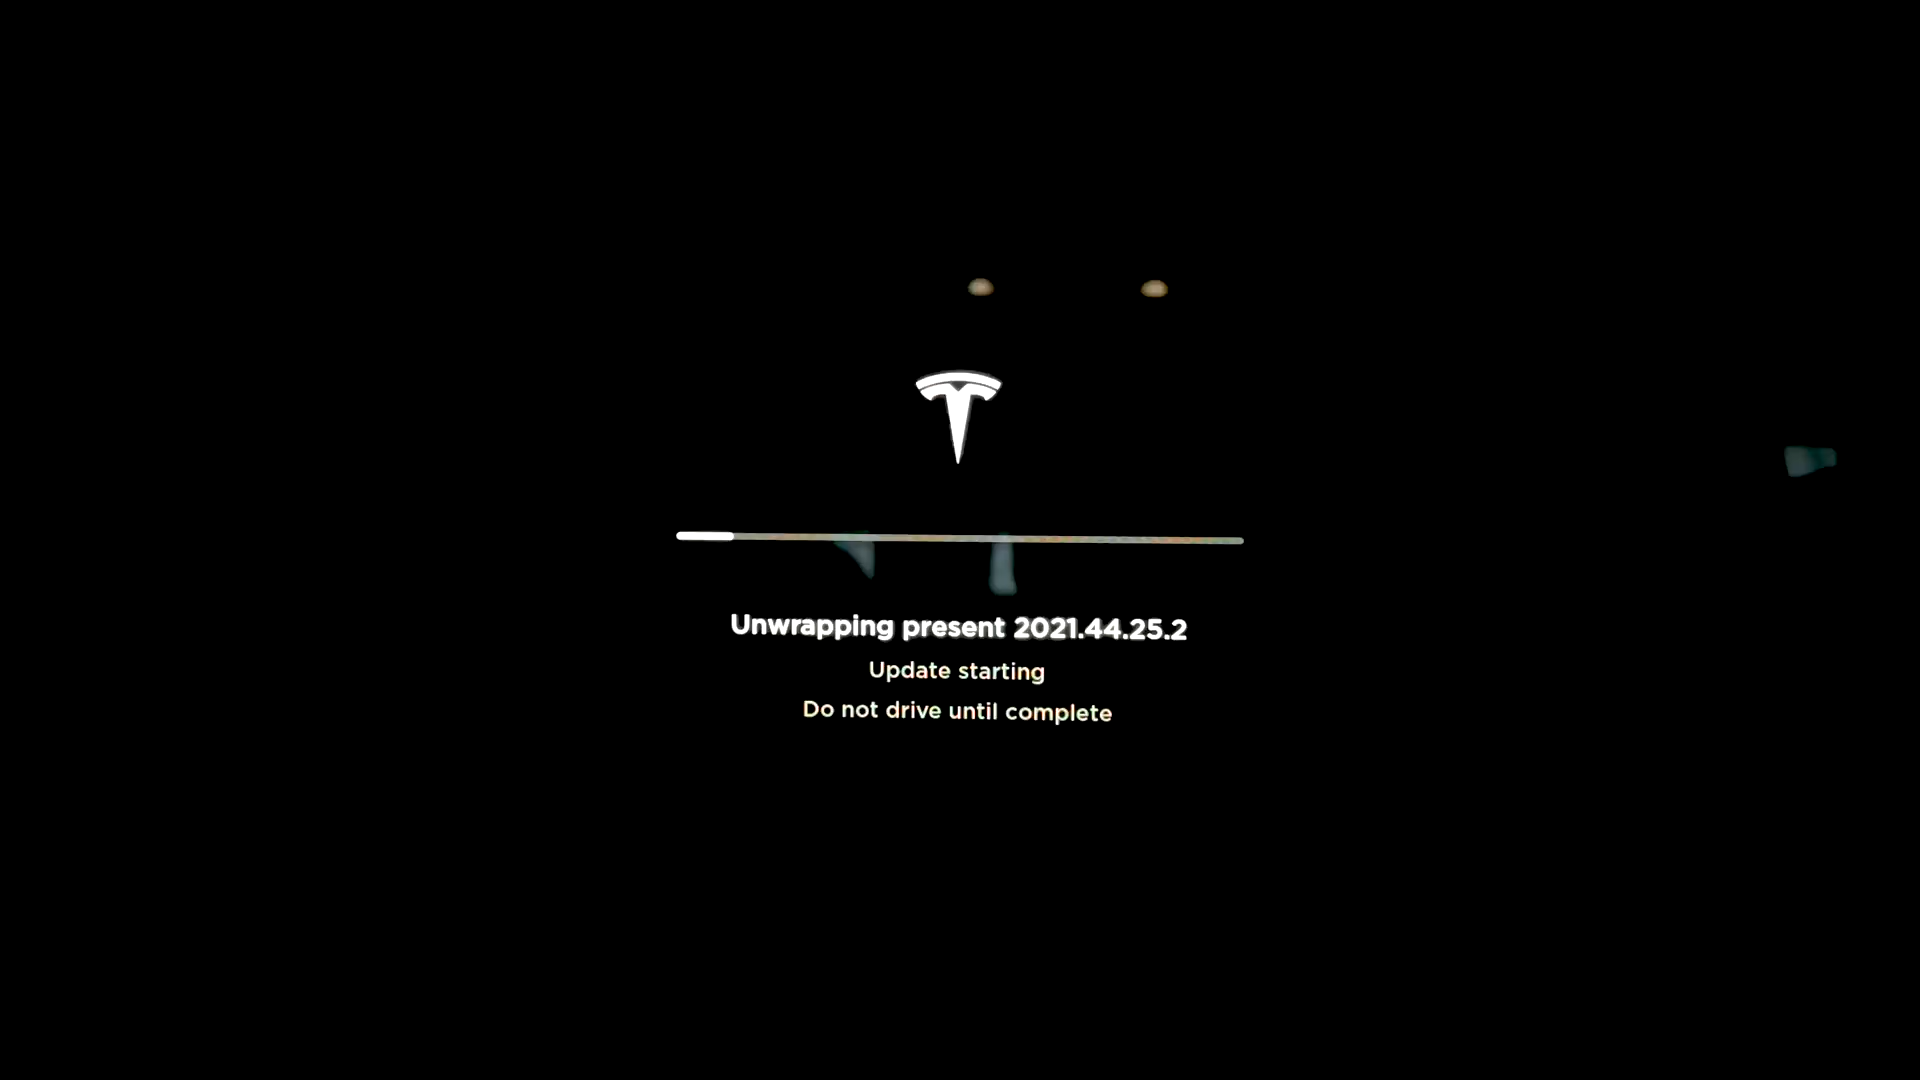 Unwrapping present 2021.44.25.2
Update starting
Do not drive until complete